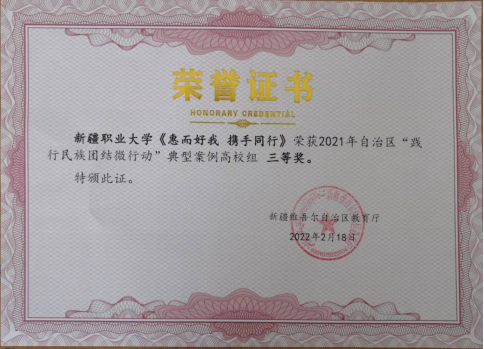 荣誉证书
HONORARY CREDENTIAL
新疆职业大学《惠而好我 携手同行》荣获2021年自治区“践
行民族团结微行动”典型案例高校组 三等奖。
特颁此证。
新疆维吾尔自治区教育厅
2022年2月18日